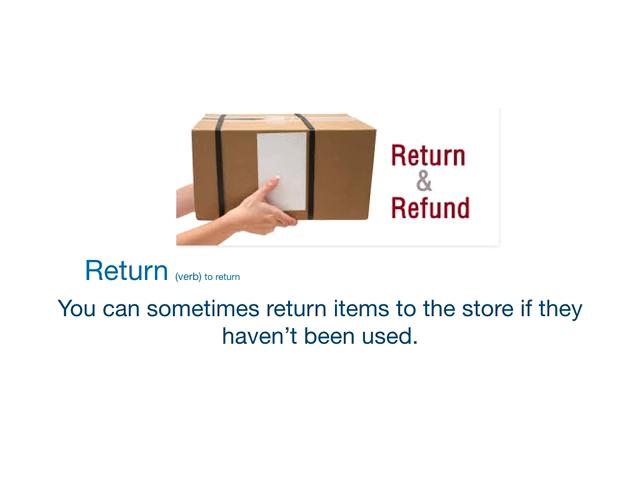 Return
&
Refund
Return (verb) to return
You can sometimes return items to the store if they
haven’t been used.